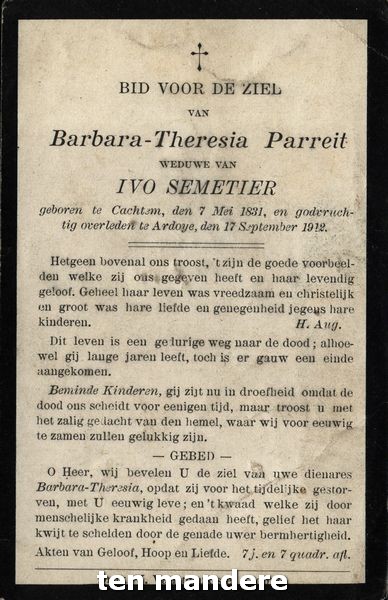 BID VOOR DE ZIEL
VAN
Barbara-Theresia Parreit
WEDUWE VAN
IVO SEMETIER
geboren te Cachtem, den 7 Mei 1831, en godvruch-
tig overleden te Ardoye, den 17 September 1912.
Hetgeen bovenal ons troost, 't zijn de goede voorbeel-
den welke zij ons gegeven heeft en haar levendig
geloof. Geheel haar leven was vreedzaam en christelijk
en groot was hare liefde en genegenheid jegens hare
kinderen. H. Aug.
Dit leven is een gedurige weg naar de dood; alhoe-
wel gij lange jaren leeft, toch is er gauw een einde
aangekomen.
Beminde Kinderen, gij zijt nu in droefheid omdat de
dood ons scheidt voor eenigen tijd, maar troost u met
het zalig gedacht van den hemel, waar wij voor eeuwig
te zamen zullen gelukkig zijn.
— GEBED —
O Heer, wij bevelen U de ziel van uwe dienares
Barbara-Theresia, opdat zij voor het tijdelijke gestor-
ven, met U eeuwig leve; en 't kwaad welke zij door
menschelijke krankheid gedaan heeft, gelief het haar
kwijt te schelden door de genade uwer bermhertigheid.
Akten van Geloof, Hoop en Liefde. 7 j. en 7 quadr. afl.
ten mandere